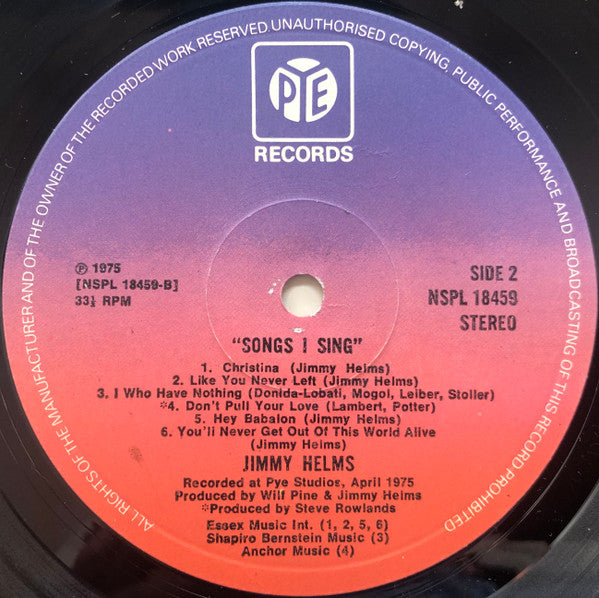 ALL RIGHTS OF THE MANUFACTURER AND OF THE OWNER OF THE RECORDED WORK RESERVED. UNAUTHORISED COPYING, PUBLIC PERFORMANCE AND BROADCASTING OF THIS RECORD PROHIBITED
PYE
RECORDS
℗ 1975
[NSPL 18459-B]
33⅓ RPM
SIDE 2
NSPL 18459
STEREO
"SONGS I SING"
1. Christina (Jimmy Helms)
2. Like You Never Left (Jimmy Helms)
3. I Who Have Nothing (Donida-Lobati, Mogol, Leiber, Stoller)
*4. Don't Pull Your Love (Lambert, Potter)
5. Hey Babalon (Jimmy Helms)
6. You'll Never Get Out Of This World Alive
(Jimmy Helms)
JIMMY HELMS
Recorded at Pye Studios, April 1975
Produced by Wilf Pine & Jimmy Helms
*Produced by Steve Rowlands
Essex Music Int. (1, 2, 5, 6)
Shapiro Bernstein Music (3)
Anchor Music (4)